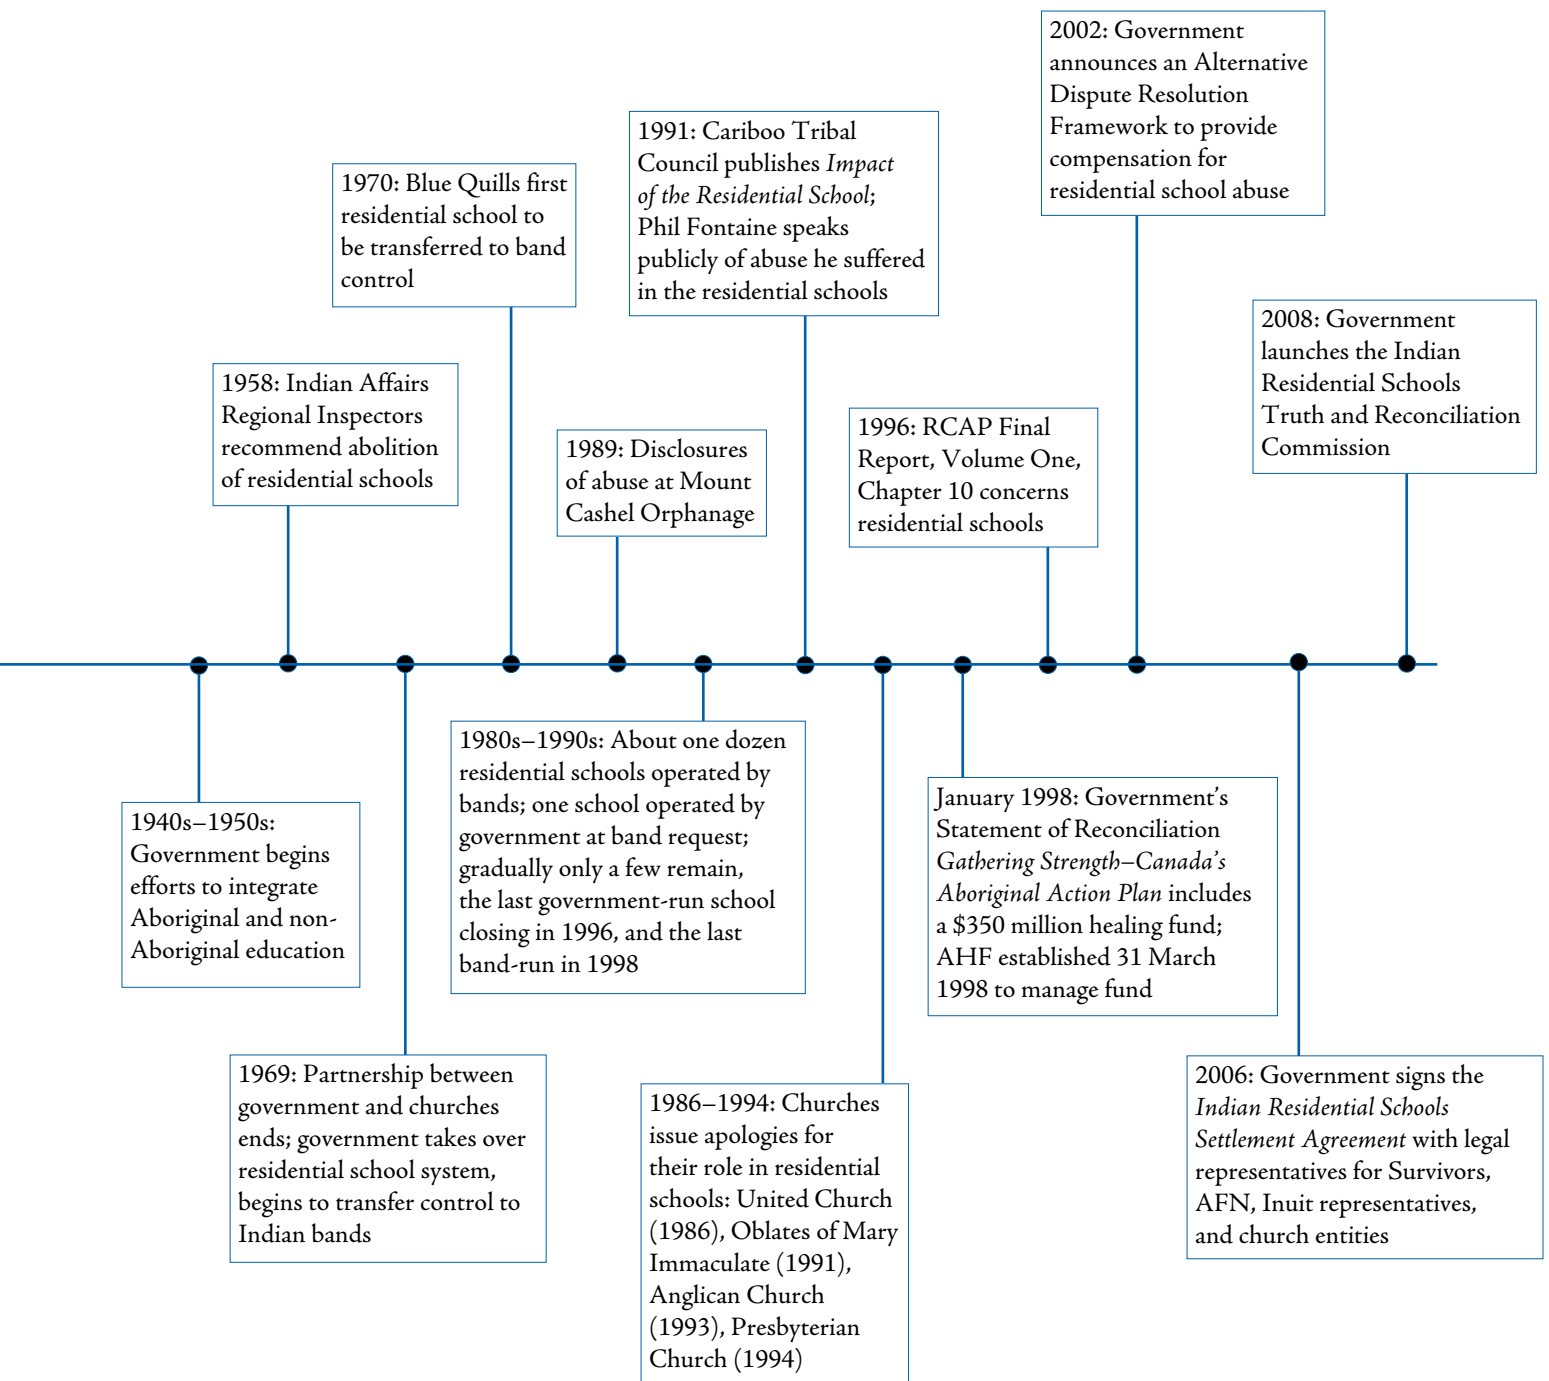 2002: Government
announces an Alternative
Dispute Resolution
Framework to provide
compensation for
residential school abuse
1991: Cariboo Tribal
Council publishes Impact
of the Residential School;
Phil Fontaine speaks
publicly of abuse he suffered
in the residential schools
1970: Blue Quills first
residential school to
be transferred to band
control
2008: Government
launches the Indian
Residential Schools
Truth and Reconciliation
Commission
1958: Indian Affairs
Regional Inspectors
recommend abolition
of residential schools
1989: Disclosures
of abuse at Mount
Cashel Orphanage
1996: RCAP Final
Report, Volume One,
Chapter 10 concerns
residential schools
1940s–1950s:
Government begins
efforts to integrate
Aboriginal and non-
Aboriginal education
1980s–1990s: About one dozen
residential schools operated by
bands; one school operated by
government at band request;
gradually only a few remain,
the last government-run school
closing in 1996, and the last
band-run in 1998
January 1998: Government's
Statement of Reconciliation
Gathering Strength–Canada's
Aboriginal Action Plan includes
a $350 million healing fund;
AHF established 31 March
1998 to manage fund
1969: Partnership between
government and churches
ends; government takes over
residential school system,
begins to transfer control to
Indian bands
1986–1994: Churches
issue apologies for
their role in residential
schools: United Church
(1986), Oblates of Mary
Immaculate (1991),
Anglican Church
(1993), Presbyterian
Church (1994)
2006: Government signs the
Indian Residential Schools
Settlement Agreement with legal
representatives for Survivors,
AFN, Inuit representatives,
and church entities